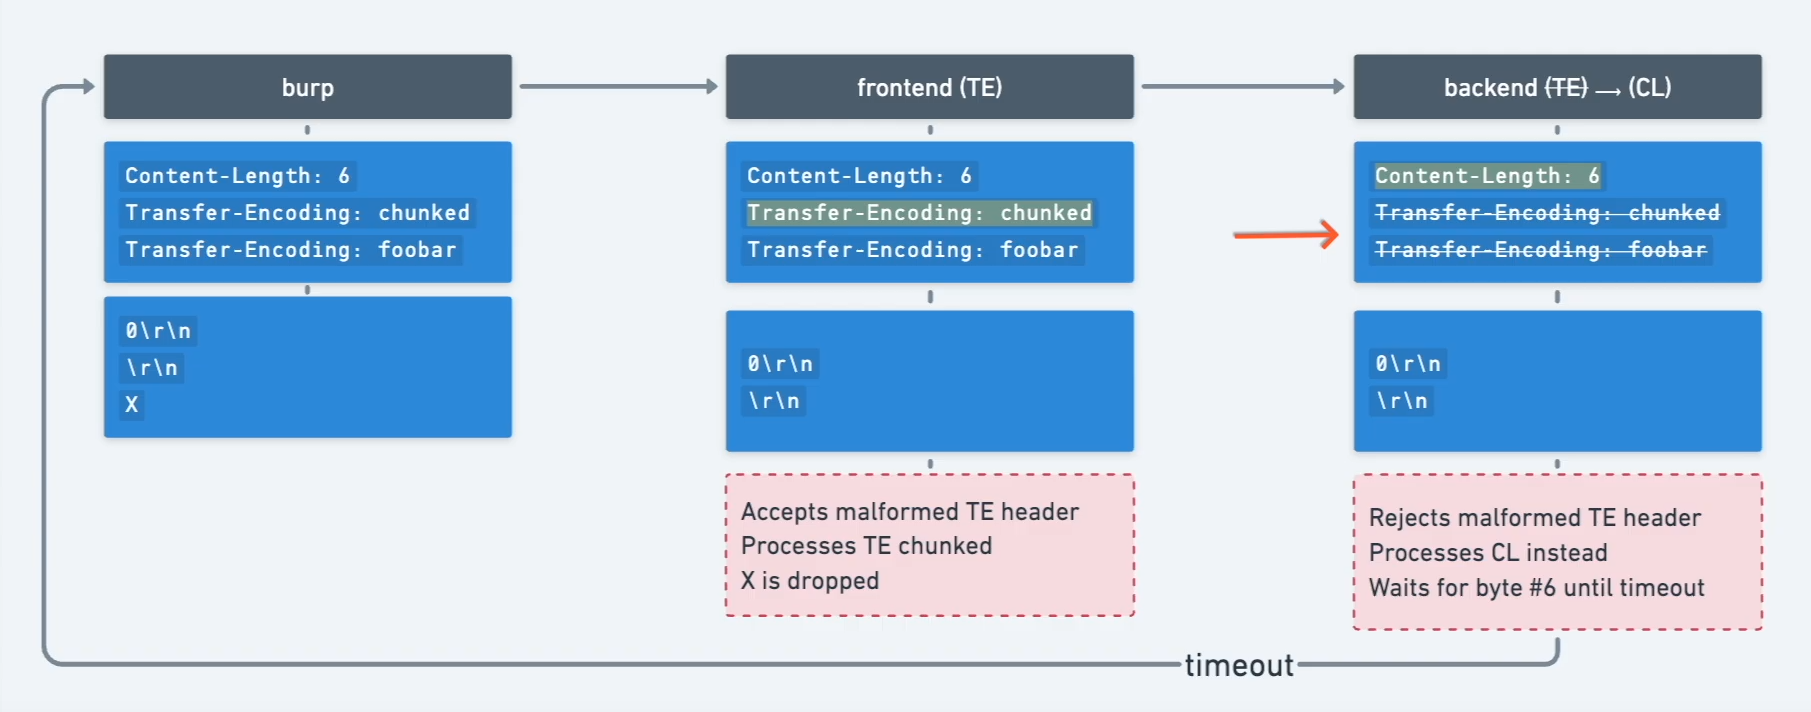 burp
Content-Length: 6
Transfer-Encoding: chunked
Transfer-Encoding: foobar
0\r\n
\r\n
X
frontend (TE)
Content-Length: 6
Transfer-Encoding: chunked
Transfer-Encoding: foobar
0\r\n
\r\n
Accepts malformed TE header
Processes TE chunked
X is dropped
backend (TE) → (CL)
Content-Length: 6
Transfer-Encoding: chunked
Transfer-Encoding: foobar
0\r\n
\r\n
Rejects malformed TE header
Processes CL instead
Waits for byte #6 until timeout
timeout